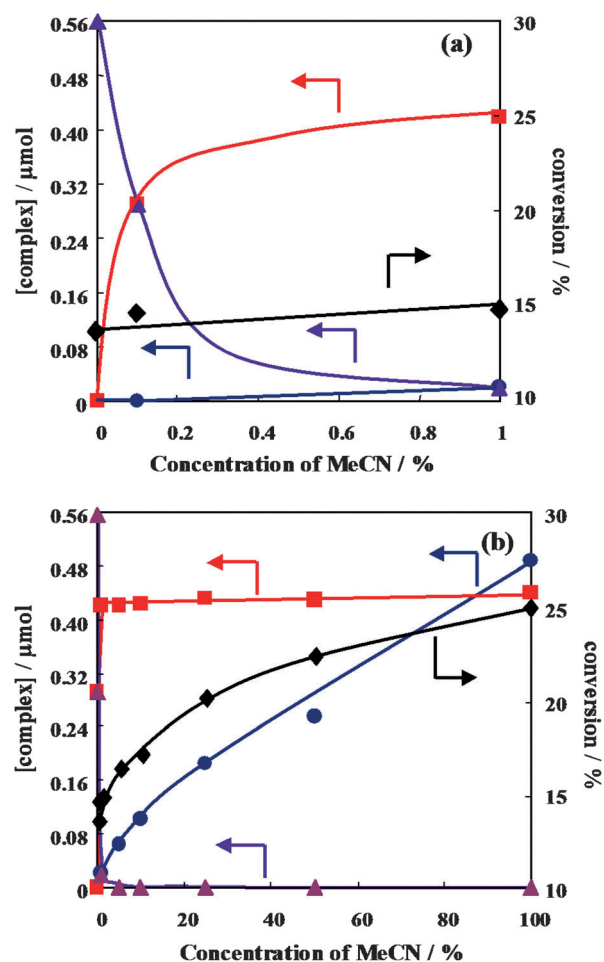 (a)
0.56
0.48
0.40
0.32
0.24
0.16
0.08
0
[complex] / μmol
30
25
20
15
10
conversion / %
0 0.2 0.4 0.6 0.8 1
Concentration of MeCN / %
(b)
0.56
0.48
0.40
0.32
0.24
0.16
0.08
0
[complex] / μmol
30
25
20
15
10
conversion / %
0 20 40 60 80 100
Concentration of MeCN / %